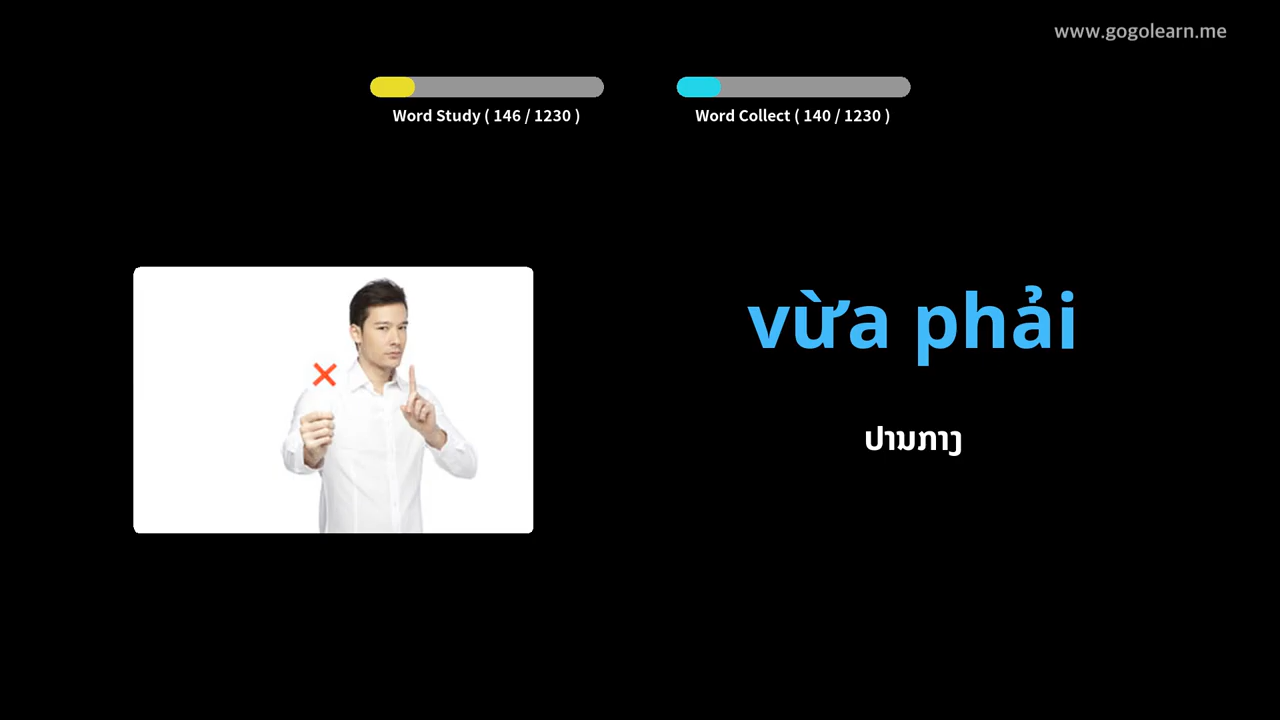 www.gogolearn.me
Word Study ( 146 / 1230 )
Word Collect ( 140 / 1230 )
vừa phải
ປານກາງ